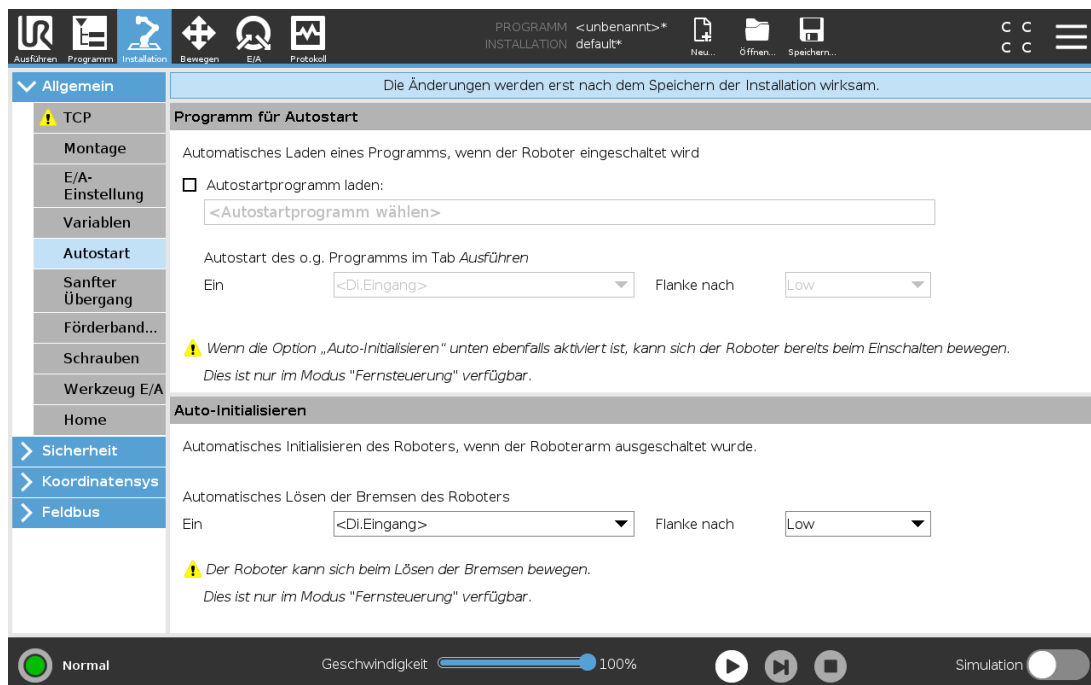 PROGRAMM <unbenannt>*
INSTALLATION default*
Neu... Öffnen... Speichern...
C C
C C
UR
Ausführen Programm Installation Bewegen E/A Protokoll
Allgemein
TCP
Montage
E/A-
Einstellung
Variablen
Autostart
Sanfter
Übergang
Förderband...
Schrauben
Werkzeug E/A
Home
Sicherheit
Koordinatensys
Feldbus
Die Änderungen werden erst nach dem Speichern der Installation wirksam.
Programm für Autostart
Automatisches Laden eines Programms, wenn der Roboter eingeschaltet wird
Autostartprogramm laden:
<Autostartprogramm wählen>
Autostart des o.g. Programms im Tab Ausführen
Ein <Di.Eingang> Flanke nach Low
Wenn die Option „Auto-Initialisieren" unten ebenfalls aktiviert ist, kann sich der Roboter bereits beim Einschalten bewegen.
Dies ist nur im Modus "Fernsteuerung" verfügbar.
Auto-Initialisieren
Automatisches Initialisieren des Roboters, wenn der Roboterarm ausgeschaltet wurde.
Automatisches Lösen der Bremsen des Roboters
Ein <Di.Eingang> Flanke nach Low
Der Roboter kann sich beim Lösen der Bremsen bewegen.
Dies ist nur im Modus "Fernsteuerung" verfügbar.
Normal
Geschwindigkeit 100%
Simulation